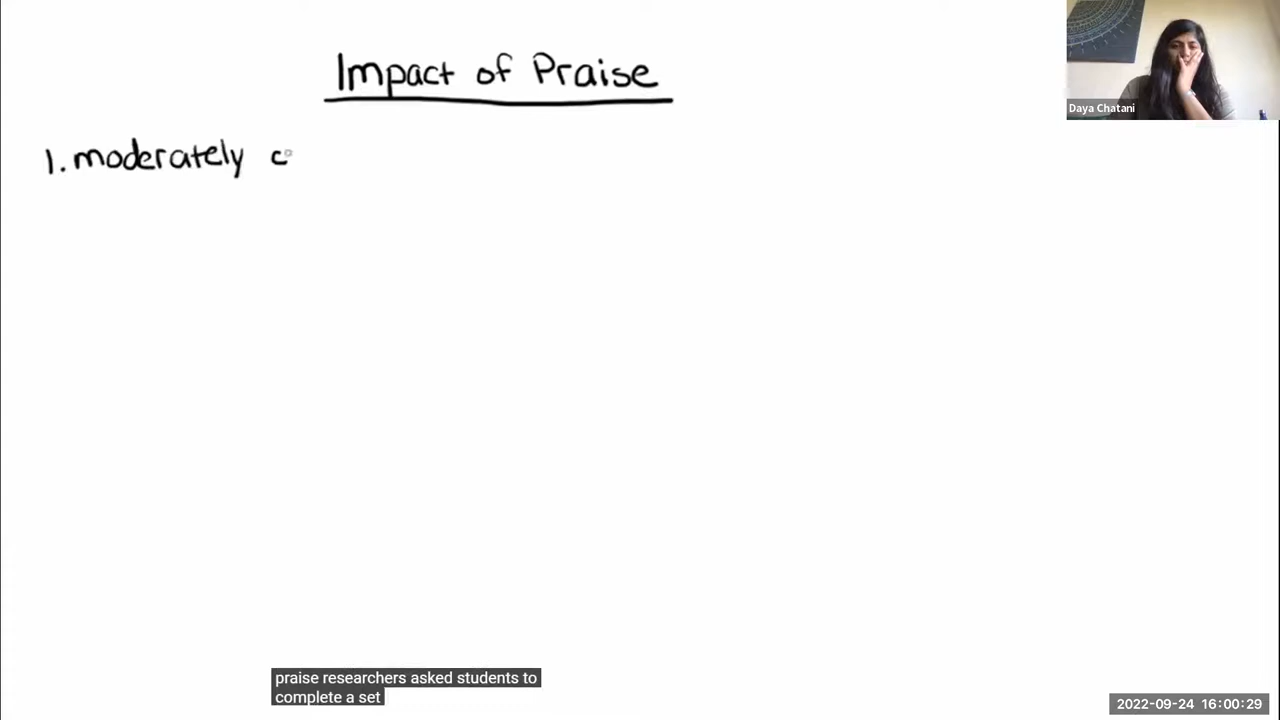 Impact of Praise
Daya Chatani
1. moderately c
praise researchers asked students to
complete a set
2022-09-24 16:00:29